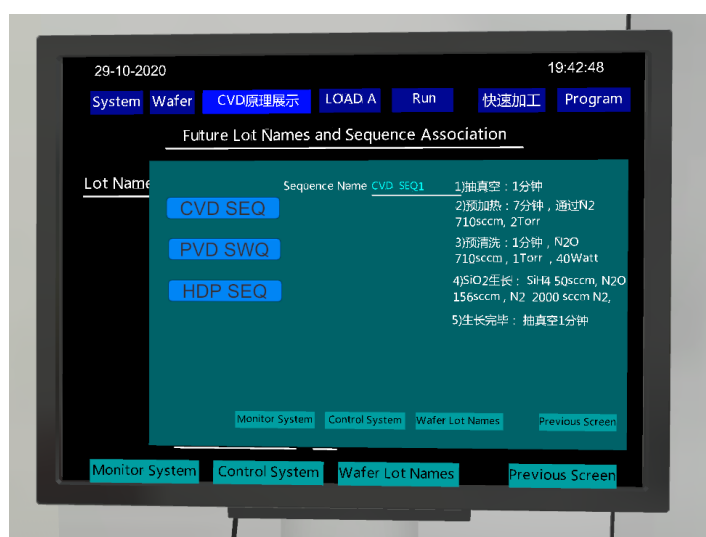 29-10-2020
19:42:48
System Wafer CVD原理展示 LOAD A Run 快速加工 Program
Future Lot Names and Sequence Association
Lot Name
Sequence Name CVD SEQ1
CVD SEQ
PVD SWQ
HDP SEQ
1)抽真空：1分钟
2)预加热：7分钟，通过N2
710sccm, 2Torr
3)预清洗：1分钟，N2O
710sccm , 1Torr , 40Watt
4)SiO2生长： SiH4 50sccm, N2O
156sccm , N2 2000 sccm N2,
5)生长完毕： 抽真空1分钟
Monitor System Control System Wafer Lot Names Previous Screen
Monitor System Control System Wafer Lot Names Previous Screen